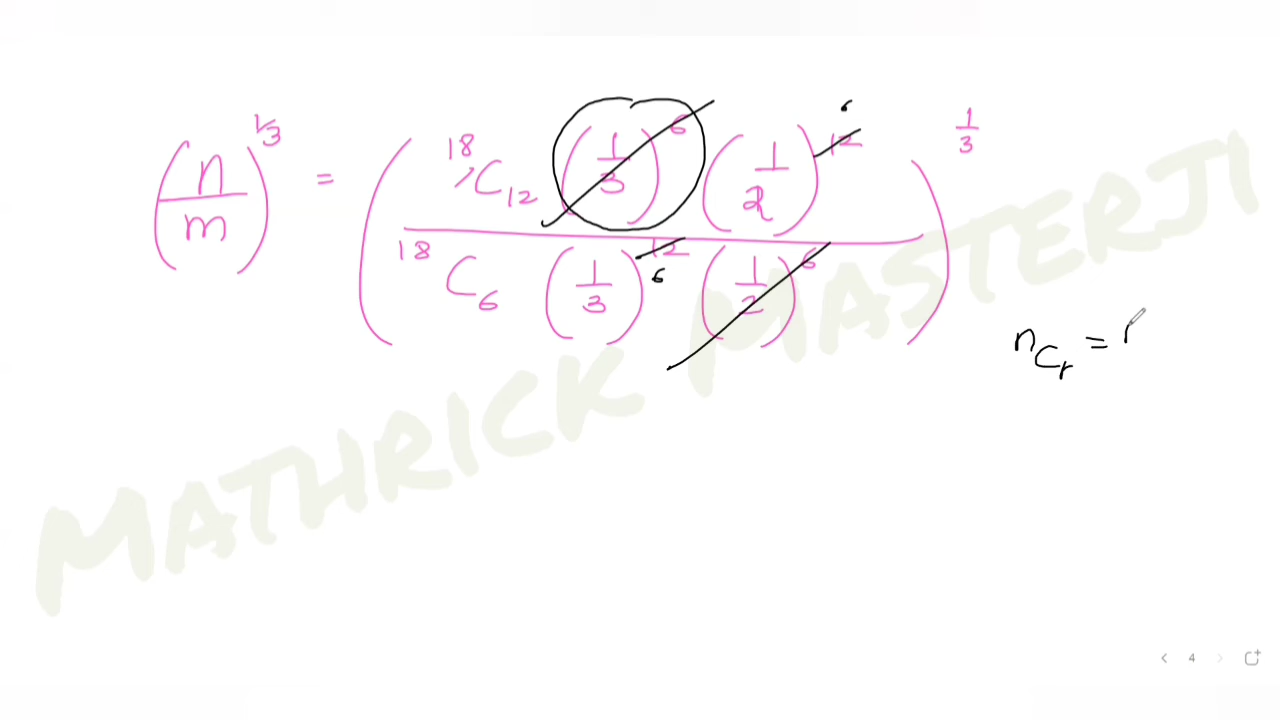 (n/m)^(1/3) = ( ¹⁸C₁₂ (1/3)^6 (1/2)^12 6 / ¹⁸C₆ (1/3)^12 6 (1/2)^6 )^(1/3)
nCr =
MATHRICK MASTERJI
4